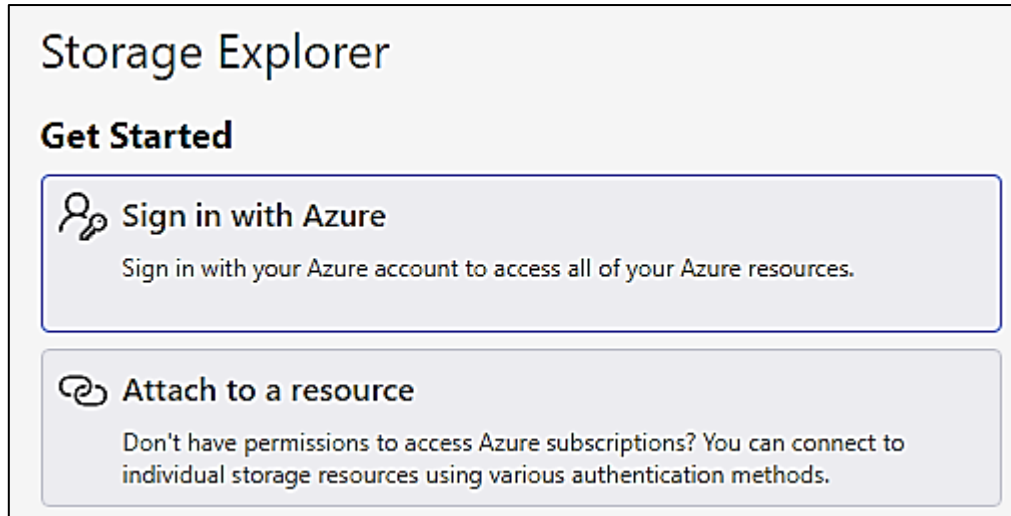 Storage Explorer
Get Started
Sign in with Azure
Sign in with your Azure account to access all of your Azure resources.
Attach to a resource
Don't have permissions to access Azure subscriptions? You can connect to
individual storage resources using various authentication methods.